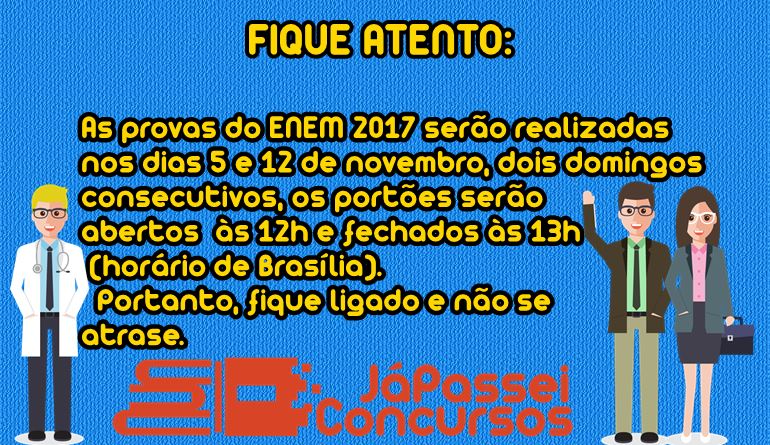 FIQUE ATENTO:
As provas do ENEM 2017 serão realizadas
nos dias 5 e 12 de novembro, dois domingos
consecutivos, os portões serão
abertos às 12h e fechados às 13h
(horário de Brasília).
Portanto, fique ligado e não se
atrase.
JáPassei
Concursos